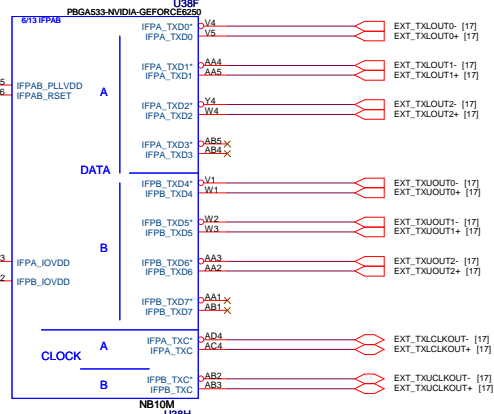 U38F
PBGA533-NVIDIA-GEFORCE6250
6/13 IFPAB
IFPA_TXD0* V4 EXT_TXLOUT0- [17]
IFPA_TXD0 V5 EXT_TXLOUT0+ [17]
IFPA_TXD1* AA4 EXT_TXLOUT1- [17]
IFPA_TXD1 AA5 EXT_TXLOUT1+ [17]
5 IFPAB_PLLVDD
6 IFPAB_RSET
A
IFPA_TXD2* Y4 EXT_TXLOUT2- [17]
IFPA_TXD2 W4 EXT_TXLOUT2+ [17]
IFPA_TXD3* AB5
IFPA_TXD3 AB4
DATA
IFPB_TXD4* V1 EXT_TXUOUT0- [17]
IFPB_TXD4 W1 EXT_TXUOUT0+ [17]
IFPB_TXD5* W2 EXT_TXUOUT1- [17]
IFPB_TXD5 W3 EXT_TXUOUT1+ [17]
B
3 IFPA_IOVDD
IFPB_TXD6* AA3 EXT_TXUOUT2- [17]
IFPB_TXD6 AA2 EXT_TXUOUT2+ [17]
2 IFPB_IOVDD
IFPB_TXD7* AA1
IFPB_TXD7 AB1
IFPA_TXC* AD4 EXT_TXLCLKOUT- [17]
A
IFPA_TXC AC4 EXT_TXLCLKOUT+ [17]
CLOCK
IFPB_TXC* AB2 EXT_TXUCLKOUT- [17]
B
IFPB_TXC AB3 EXT_TXUCLKOUT+ [17]
NB10M
U38H